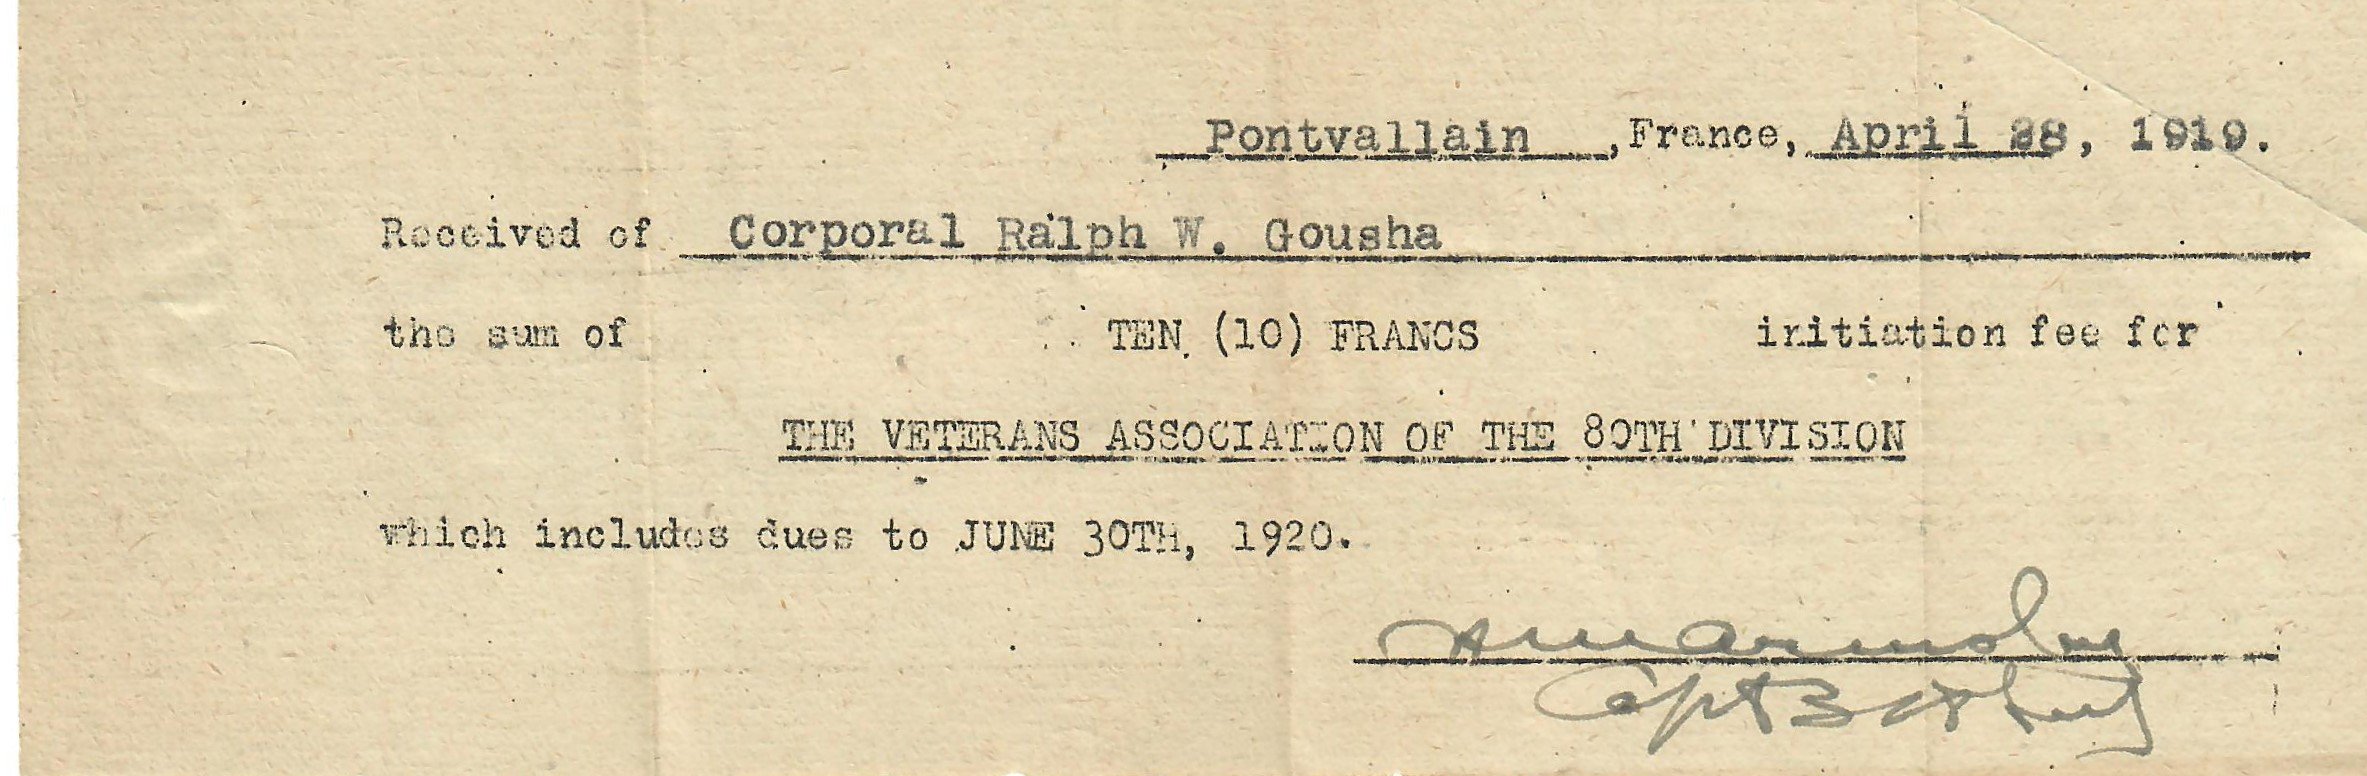 Pontvallain ,France, April 28, 1919.
Received of Corporal Ralph W. Gousha
the sum of TEN (10) FRANCS initiation fee for
THE VETERANS ASSOCIATION OF THE 80TH DIVISION
which includes dues to JUNE 30TH, 1920.
Capt